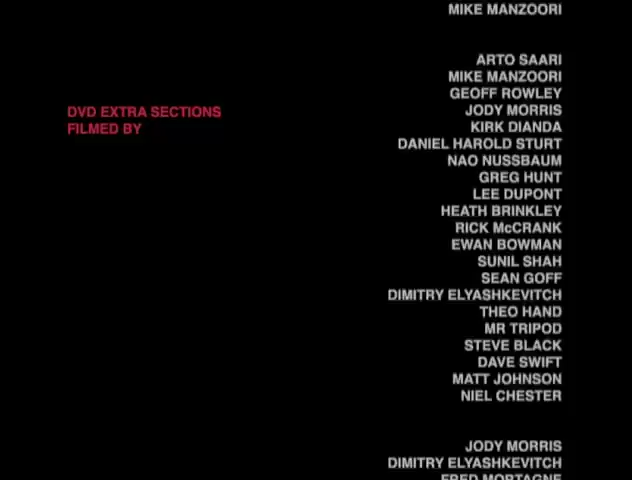 MIKE MANZOORI
ARTO SAARI
MIKE MANZOORI
GEOFF ROWLEY
DVD EXTRA SECTIONS
FILMED BY
JODY MORRIS
KIRK DIANDA
DANIEL HAROLD STURT
NAO NUSSBAUM
GREG HUNT
LEE DUPONT
HEATH BRINKLEY
RICK McCRANK
EWAN BOWMAN
SUNIL SHAH
SEAN GOFF
DIMITRY ELYASHKEVITCH
THEO HAND
MR TRIPOD
STEVE BLACK
DAVE SWIFT
MATT JOHNSON
NIEL CHESTER
JODY MORRIS
DIMITRY ELYASHKEVITCH
FRED MORTAGNE